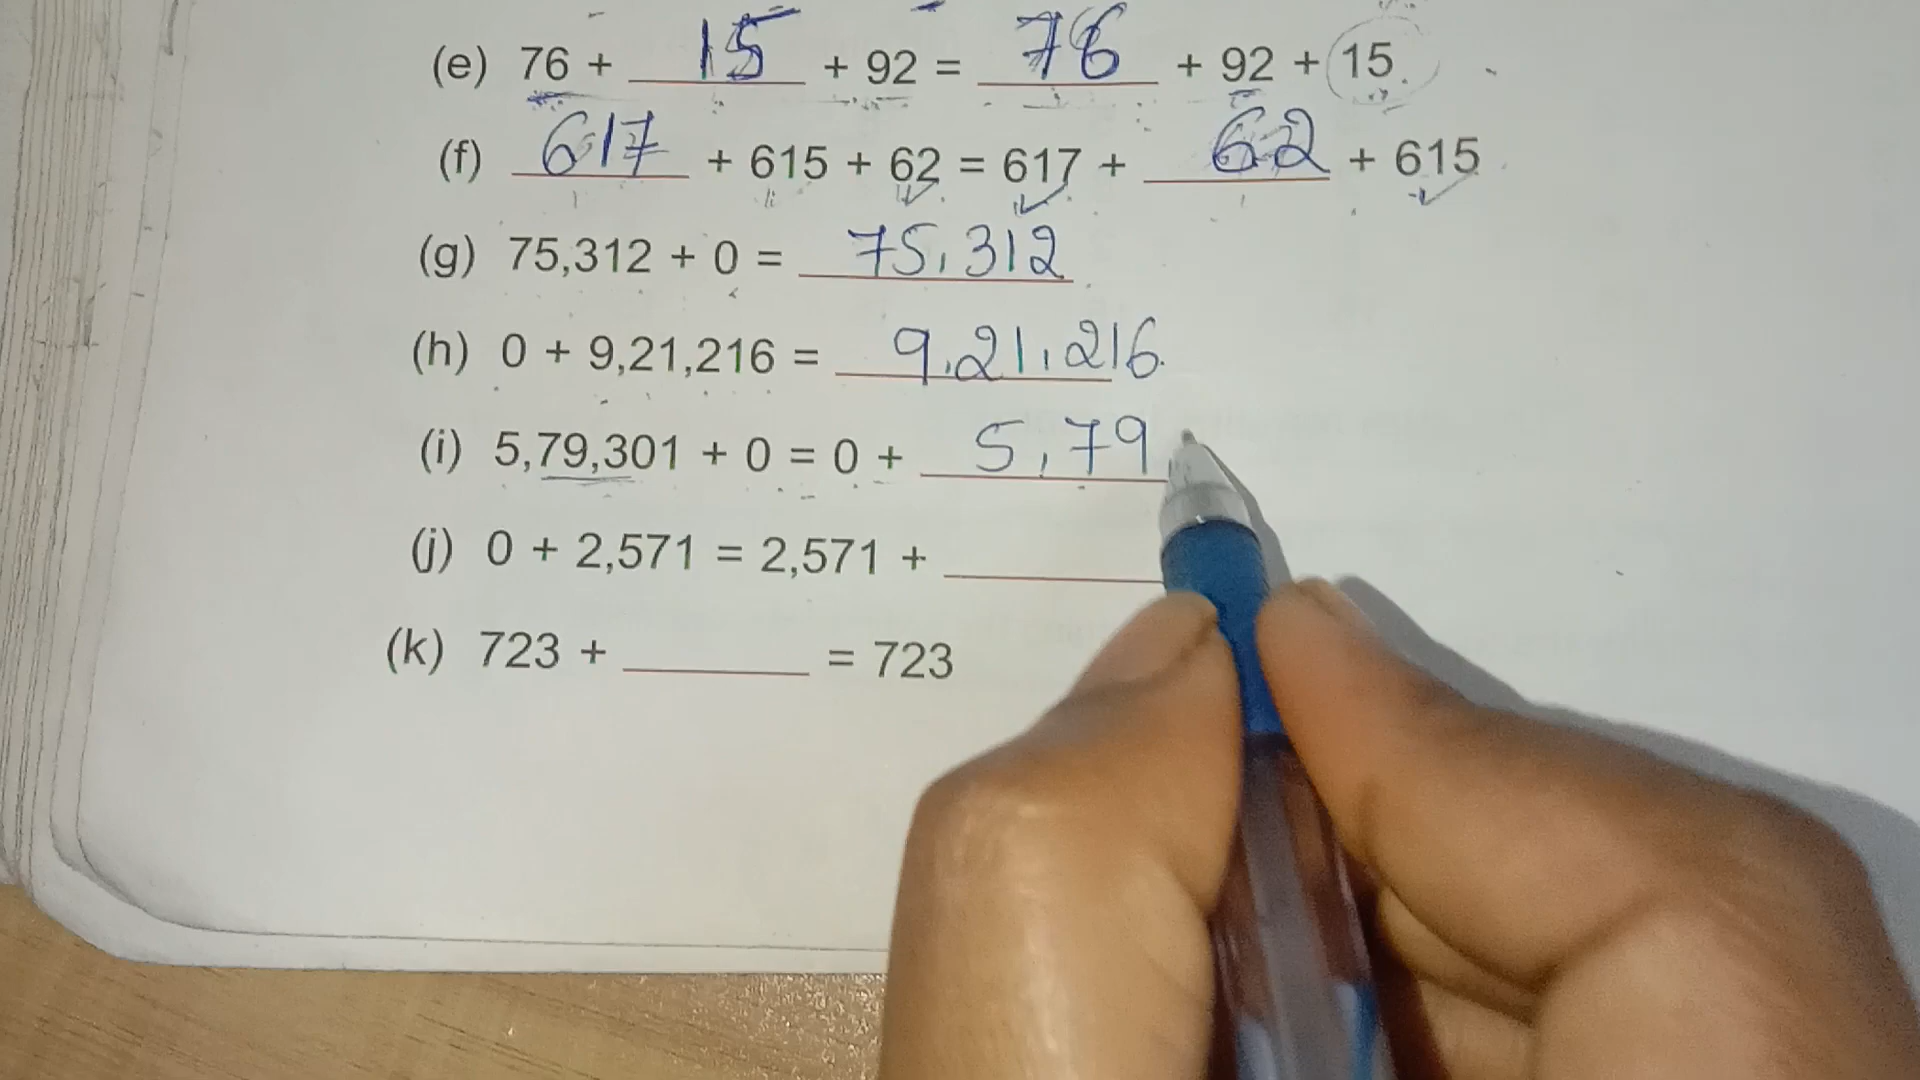 (e) 76 + 15 + 92 = 76 + 92 + 15
(f) 617 + 615 + 62 = 617 + 62 + 615
(g) 75,312 + 0 = 75,312
(h) 0 + 9,21,216 = 9,21,216
(i) 5,79,301 + 0 = 0 + 5,79
(j) 0 + 2,571 = 2,571 + ________
(k) 723 + ________ = 723